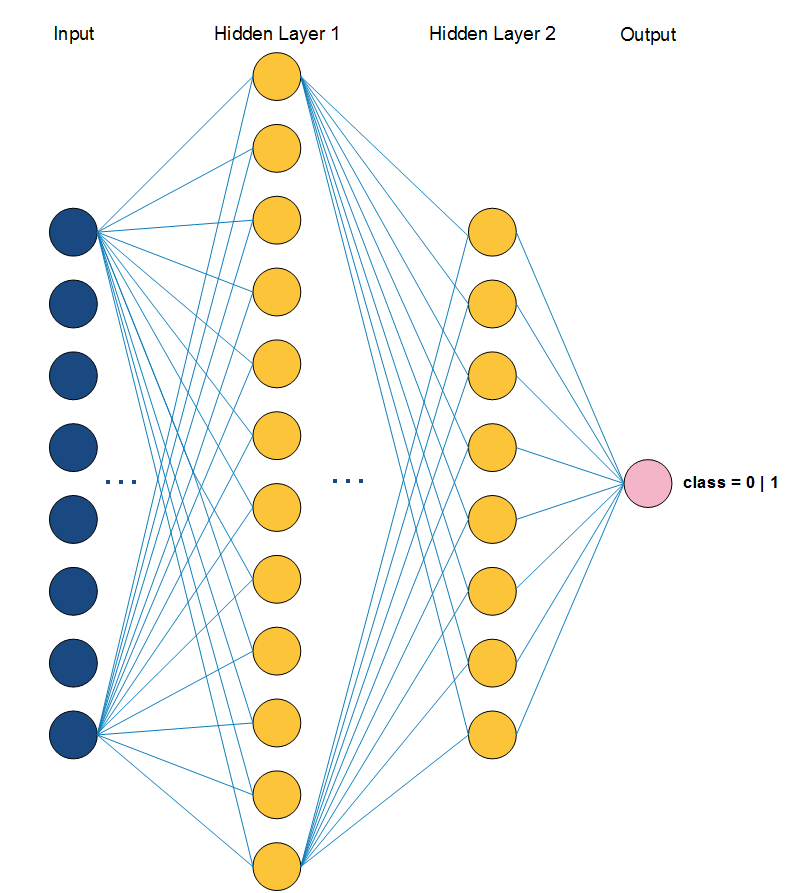 Input
Hidden Layer 1
Hidden Layer 2
Output
...
...
class = 0 | 1